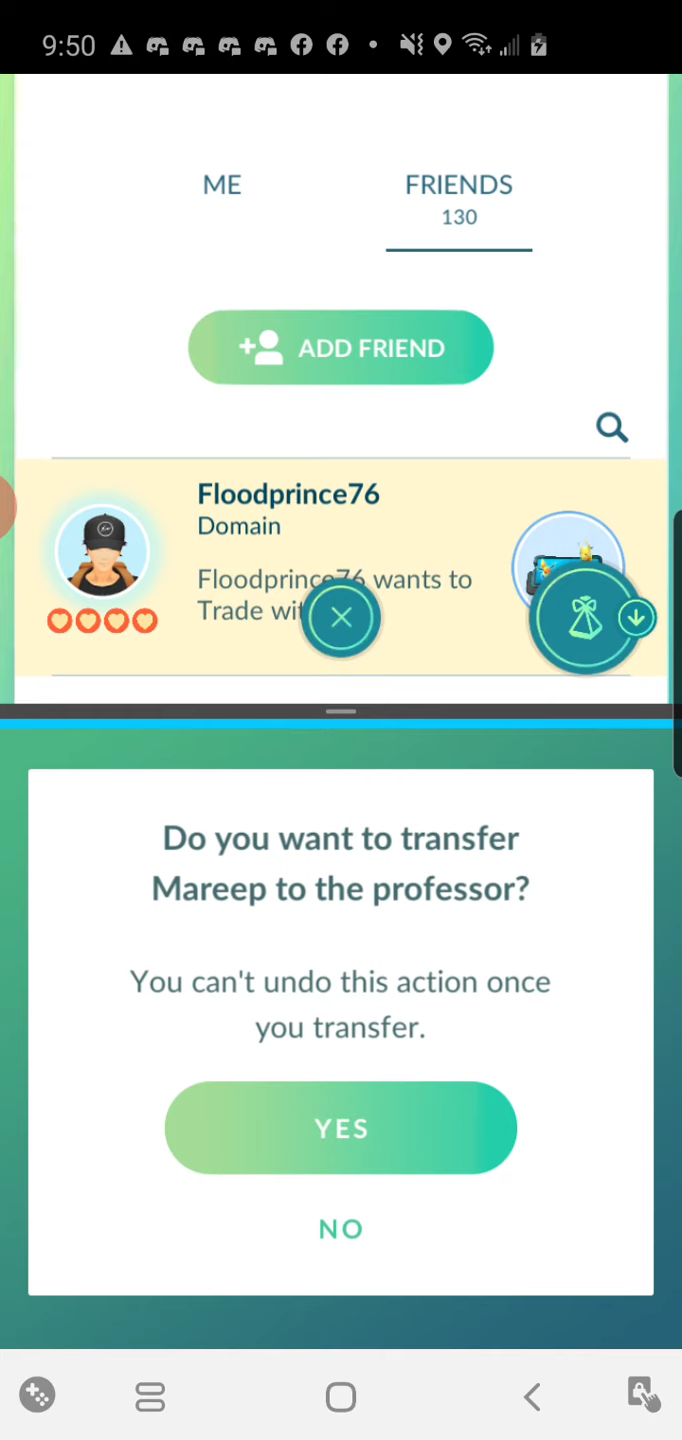 9:50
ME
FRIENDS
130
ADD FRIEND
Floodprince76
Domain
Floodprince76 wants to
Trade
Do you want to transfer
Mareep to the professor?
You can't undo this action once
you transfer.
YES
NO